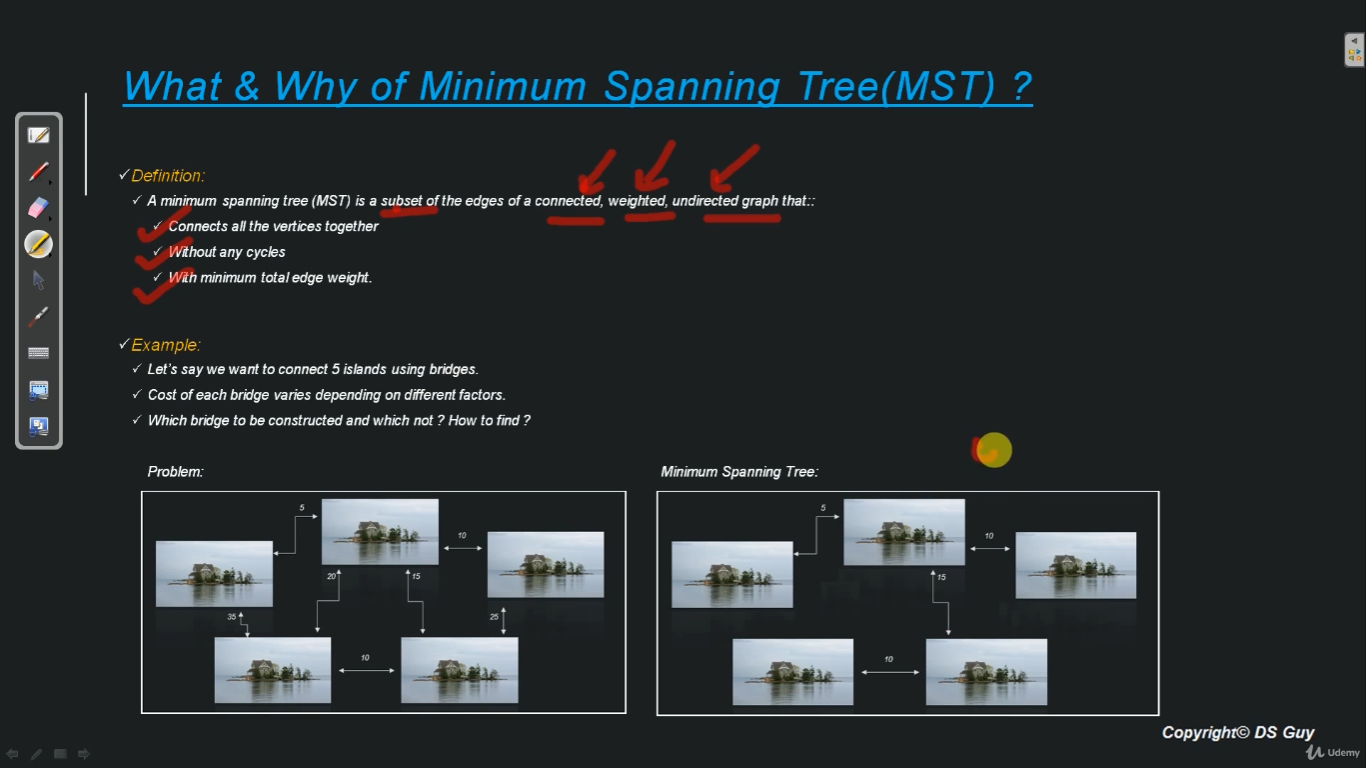 What & Why of Minimum Spanning Tree(MST) ?
Definition:
A minimum spanning tree (MST) is a subset of the edges of a connected, weighted, undirected graph that::
Connects all the vertices together
Without any cycles
With minimum total edge weight.
Example:
Let's say we want to connect 5 islands using bridges.
Cost of each bridge varies depending on different factors.
Which bridge to be constructed and which not ? How to find ?
Problem:
5
10
20
15
35
25
10
Minimum Spanning Tree:
5
10
15
10
Copyright© DS Guy
Udemy